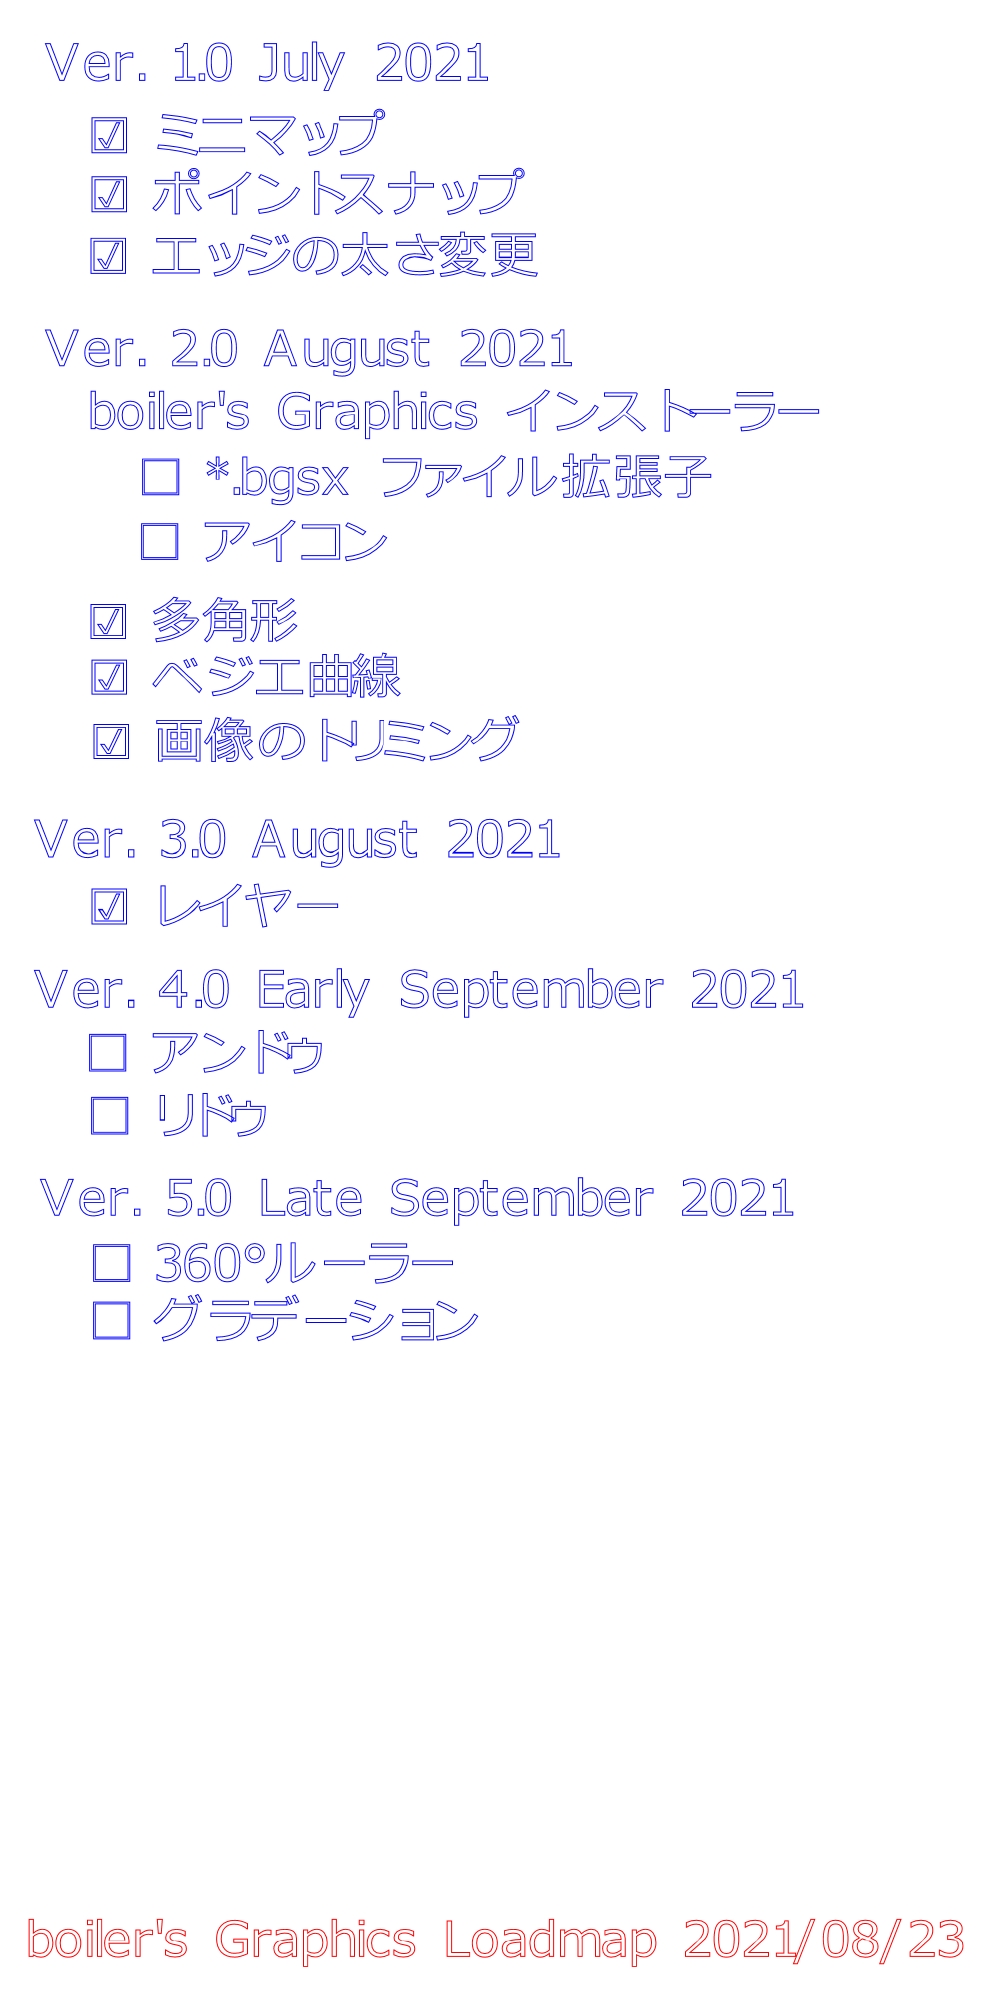 Ver. 1.0 July 2021
☑ ミニマップ
☑ ポイントスナップ
☑ エッジの太さ変更
Ver. 2.0 August 2021
boiler's Graphics インストーラー
□ *.bgsx ファイル拡張子
□ アイコン
☑ 多角形
☑ ベジエ曲線
☑ 画像のトリミング
Ver. 3.0 August 2021
☑ レイヤー
Ver. 4.0 Early September 2021
□ アンドゥ
□ リドゥ
Ver. 5.0 Late September 2021
□ 360°ルーラー
□ グラデーション
boiler's Graphics Loadmap 2021/08/23